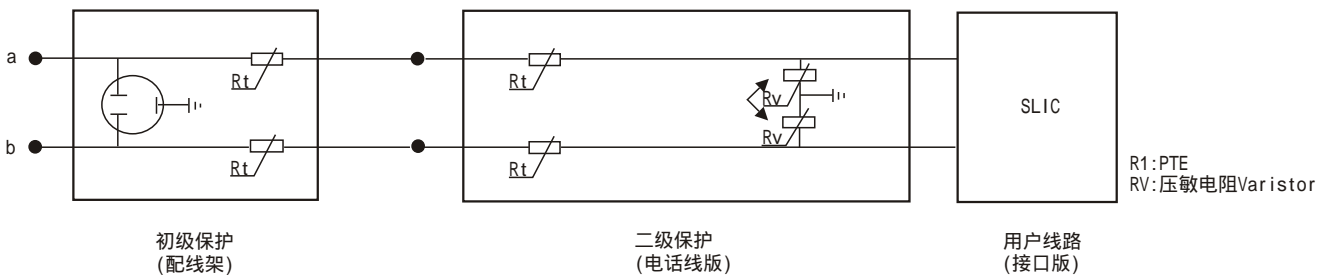 a
Rt
Rt
Rv
SLIC
Rv
b
Rt
Rt
R1:PTE
RV:压敏电阻Varistor
初级保护
(配线架)
二级保护
(电话线版)
用户线路
(接口版)